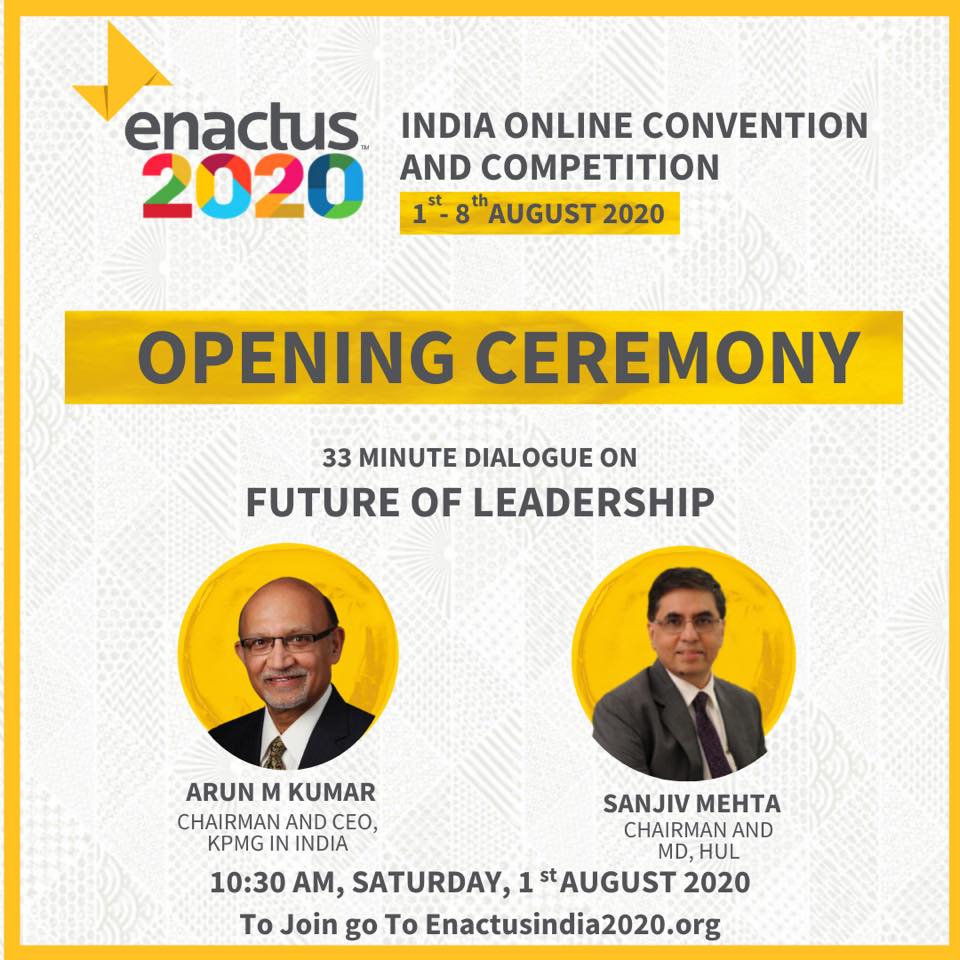 enactus™
2020
INDIA ONLINE CONVENTION
AND COMPETITION
1st - 8th AUGUST 2020
OPENING CEREMONY
33 MINUTE DIALOGUE ON
FUTURE OF LEADERSHIP
ARUN M KUMAR
CHAIRMAN AND CEO,
KPMG IN INDIA
SANJIV MEHTA
CHAIRMAN AND
MD, HUL
10:30 AM, SATURDAY, 1st AUGUST 2020
To Join go To Enactusindia2020.org